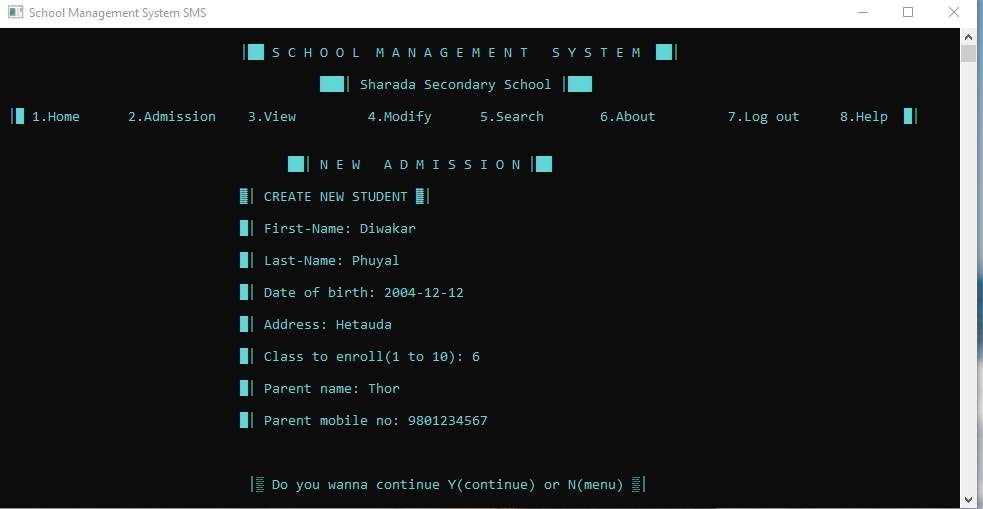 School Management System SMS
S C H O O L M A N A G E M E N T S Y S T E M
Sharada Secondary School
1.Home 2.Admission 3.View 4.Modify 5.Search 6.About 7.Log out 8.Help
N E W A D M I S S I O N
CREATE NEW STUDENT
First-Name: Diwakar
Last-Name: Phuyal
Date of birth: 2004-12-12
Address: Hetauda
Class to enroll(1 to 10): 6
Parent name: Thor
Parent mobile no: 9801234567
Do you wanna continue Y(continue) or N(menu)